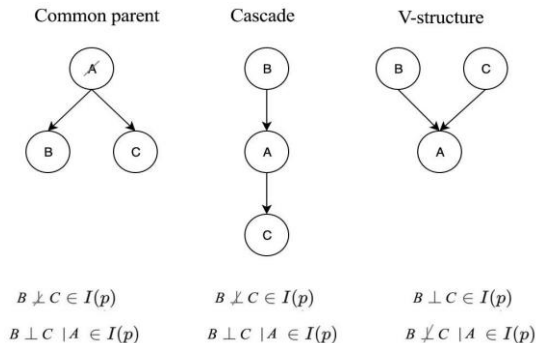 Common parent Cascade V-structure
A B B C
B C A A
C
B ⊥̸ C ∈ I(p) B ⊥̸ C ∈ I(p) B ⊥ C ∈ I(p)
B ⊥ C | A ∈ I(p) B ⊥ C | A ∈ I(p) B ⊥̸ C | A ∈ I(p)